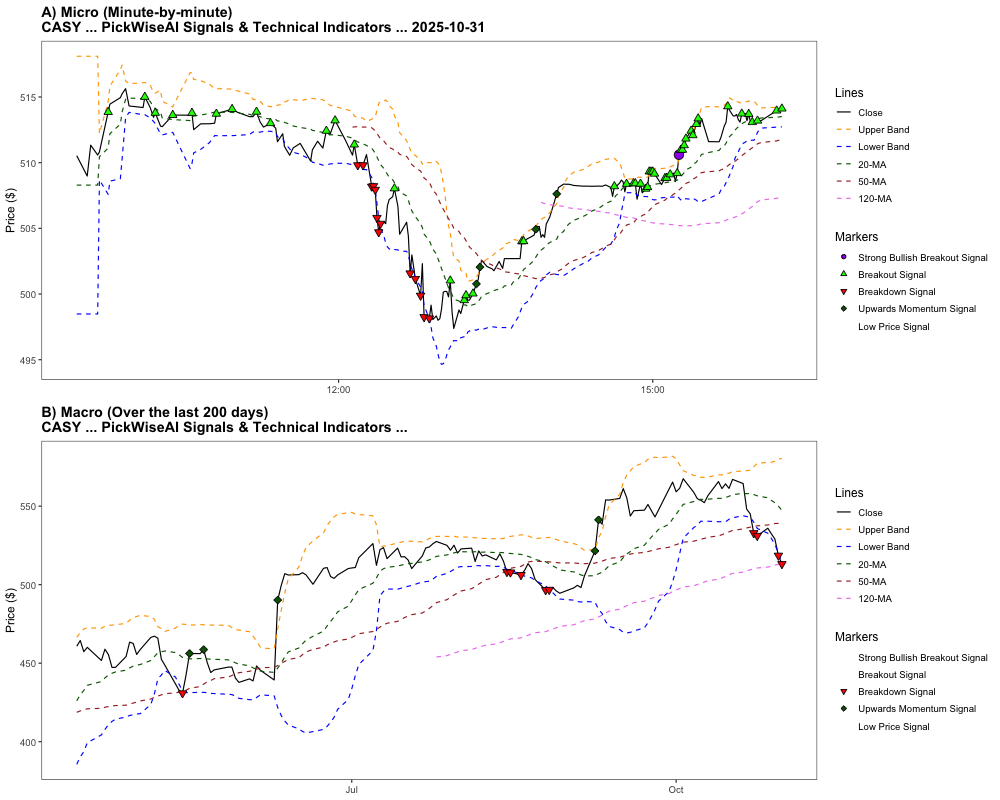 A) Micro (Minute-by-minute)
CASY ... PickWiseAI Signals & Technical Indicators ... 2025-10-31
Price ($)
515
510
505
500
495
12:00
15:00
Lines
Close
Upper Band
Lower Band
20-MA
50-MA
120-MA
Markers
Strong Bullish Breakout Signal
Breakout Signal
Breakdown Signal
Upwards Momentum Signal
Low Price Signal
B) Macro (Over the last 200 days)
CASY ... PickWiseAI Signals & Technical Indicators ...
Price ($)
550
500
450
400
Jul
Oct
Lines
Close
Upper Band
Lower Band
20-MA
50-MA
120-MA
Markers
Strong Bullish Breakout Signal
Breakout Signal
Breakdown Signal
Upwards Momentum Signal
Low Price Signal